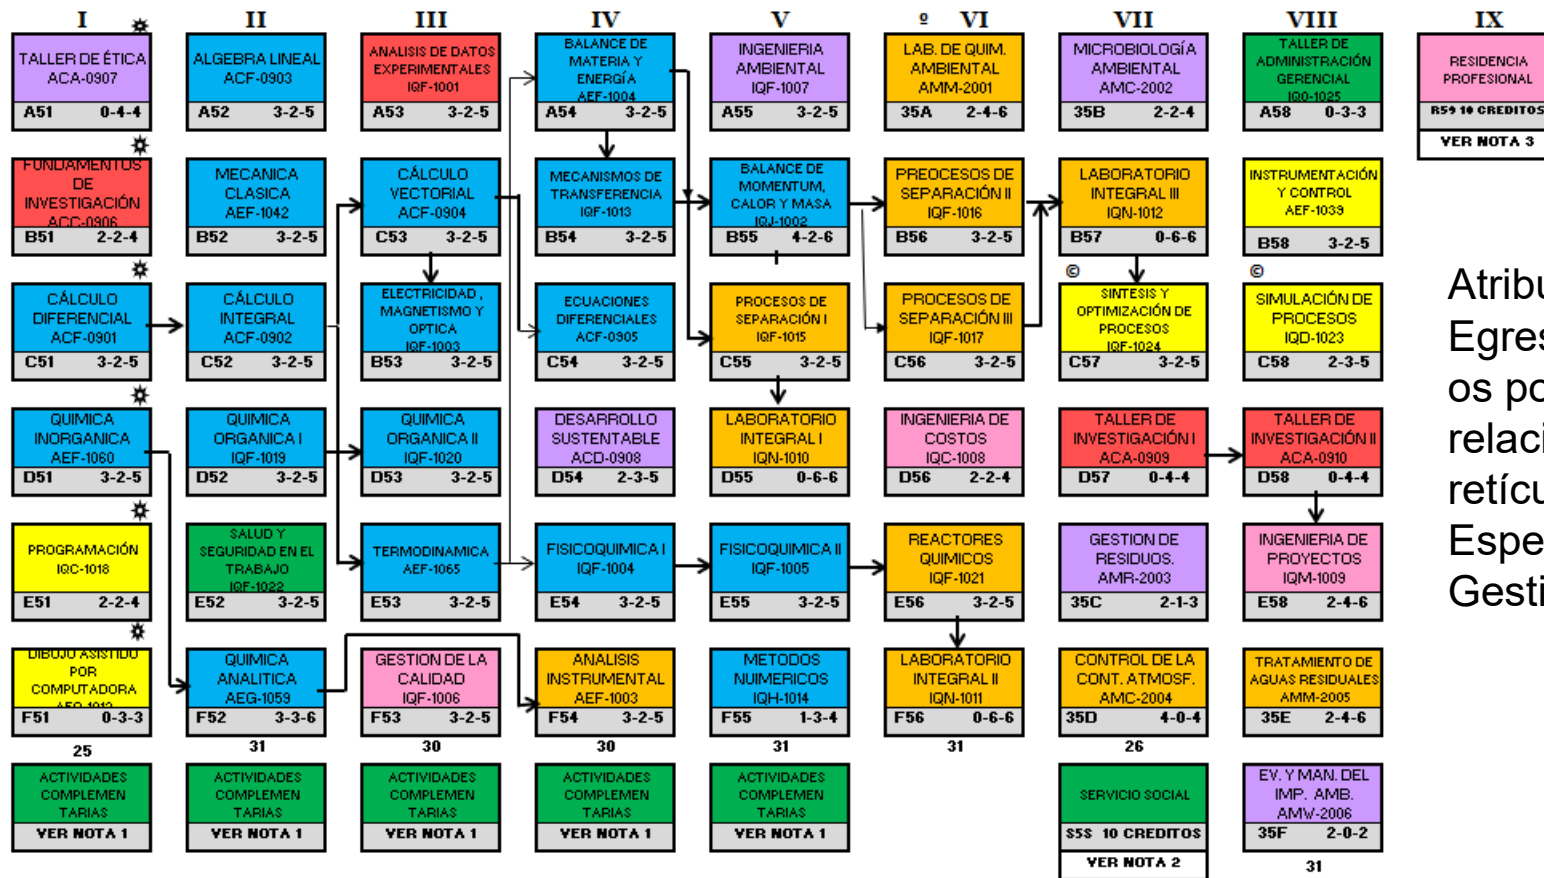 I II III IV V º VI VII VIII IX
TALLER DE ÉTICA
ACA-0907
A51 0-4-4
ALGEBRA LINEAL
ACF-0903
A52 3-2-5
ANALISIS DE DATOS
EXPERIMENTALES
IQF-1001
A53 3-2-5
BALANCE DE
MATERIA Y
ENERGÍA
AEF-1004
A54 3-2-5
INGENIERIA
AMBIENTAL
IQF-1007
A55 3-2-5
LAB. DE QUIM.
AMBIENTAL
AMM-2001
35A 2-4-6
MICROBIOLOGÍA
AMBIENTAL
AMC-2002
35B 2-2-4
TALLER DE
ADMINISTRACIÓN
GERENCIAL
IQO-1025
A58 0-3-3
RESIDENCIA
PROFESIONAL
R59 10 CREDITOS
VER NOTA 3
FUNDAMENTOS
DE
INVESTIGACIÓN
ACC-0906
B51 2-2-4
MECANICA
CLASICA
AEF-1042
B52 3-2-5
CÁLCULO
VECTORIAL
ACF-0904
C53 3-2-5
MECANISMOS DE
TRANSFERENCIA
IQF-1013
B54 3-2-5
BALANCE DE
MOMENTUM,
CALOR Y MASA
IQJ-1002
B55 4-2-6
PREOCESOS DE
SEPARACIÓN II
IQF-1016
B56 3-2-5
LABORATORIO
INTEGRAL III
IQN-1012
B57 0-6-6
INSTRUMENTACIÓN
Y CONTROL
AEF-1039
B58 3-2-5
CÁLCULO
DIFERENCIAL
ACF-0901
C51 3-2-5
CÁLCULO
INTEGRAL
ACF-0902
C52 3-2-5
ELECTRICIDAD,
MAGNETISMO Y
OPTICA
IQF-1003
B53 3-2-5
ECUACIONES
DIFERENCIALES
ACF-0905
C54 3-2-5
PROCESOS DE
SEPARACIÓN I
IQF-1015
C55 3-2-5
PROCESOS DE
SEPARACIÓN III
IQF-1017
C56 3-2-5
©
SINTESIS Y
OPTIMIZACIÓN DE
PROCESOS
IQF-1024
C57 3-2-5
©
SIMULACIÓN DE
PROCESOS
IQD-1023
C58 2-3-5
QUIMICA
INORGANICA
AEF-1060
D51 3-2-5
QUIMICA
ORGANICA I
IQF-1019
D52 3-2-5
QUIMICA
ORGANICA II
IQF-1020
D53 3-2-5
DESARROLLO
SUSTENTABLE
ACD-0908
D54 2-3-5
LABORATORIO
INTEGRAL I
IQN-1010
D55 0-6-6
INGENIERIA DE
COSTOS
IQC-1008
D56 2-2-4
TALLER DE
INVESTIGACIÓN I
ACA-0909
D57 0-4-4
TALLER DE
INVESTIGACIÓN II
ACA-0910
D58 0-4-4
PROGRAMACIÓN
IQC-1018
E51 2-2-4
SALUD Y
SEGURIDAD EN EL
TRABAJO
IQF-1022
E52 3-2-5
TERMODINAMICA
AEF-1065
E53 3-2-5
FISICOQUIMICA I
IQF-1004
E54 3-2-5
FISICOQUIMICA II
IQF-1005
E55 3-2-5
REACTORES
QUIMICOS
IQF-1021
E56 3-2-5
GESTION DE
RESIDUOS.
AMR-2003
35C 2-1-3
INGENIERIA DE
PROYECTOS
IQM-1009
E58 2-4-6
DIBUJO ASISTIDO
POR
COMPUTADORA
F51 0-3-3
QUIMICA
ANALITICA
AEG-1059
F52 3-3-6
GESTION DE LA
CALIDAD
IQF-1006
F53 3-2-5
ANALISIS
INSTRUMENTAL
AEF-1003
F54 3-2-5
METODOS
NUIMERICOS
IQH-1014
F55 1-3-4
LABORATORIO
INTEGRAL II
IQN-1011
F56 0-6-6
CONTROL DE LA
CONT. ATMOSF.
AMC-2004
35D 4-0-4
TRATAMIENTO DE
AGUAS RESIDUALES
AMM-2005
35E 2-4-6
25 31 30 30 31 31 26
ACTIVIDADES
COMPLEMEN
TARIAS
VER NOTA 1
ACTIVIDADES
COMPLEMEN
TARIAS
VER NOTA 1
ACTIVIDADES
COMPLEMEN
TARIAS
VER NOTA 1
ACTIVIDADES
COMPLEMEN
TARIAS
VER NOTA 1
ACTIVIDADES
COMPLEMEN
TARIAS
VER NOTA 1
SERVICIO SOCIAL
S5S 10 CREDITOS
VER NOTA 2
EV. Y MAN. DEL
IMP. AMB.
AMW-2006
35F 2-0-2
31
Atribu
Egres
os po
relaci
retícu
Espe
Gesti